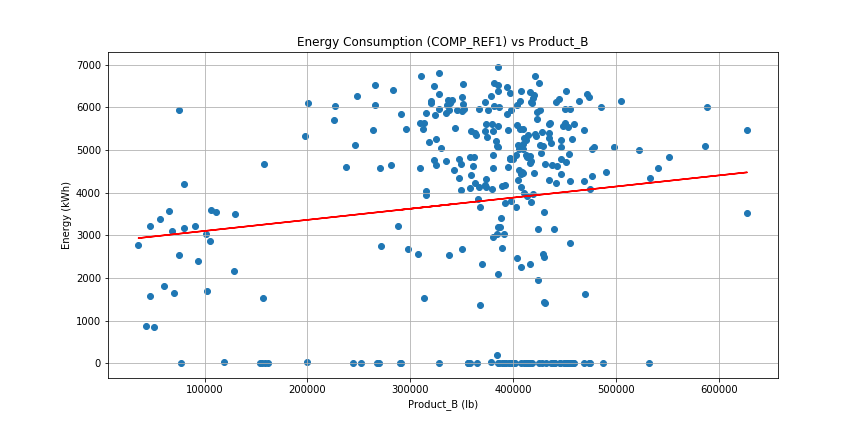 Energy Consumption (COMP_REF1) vs Product_B
7000
6000
5000
4000
3000
2000
1000
0
Energy (kWh)
100000 200000 300000 400000 500000 600000
Product_B (lb)